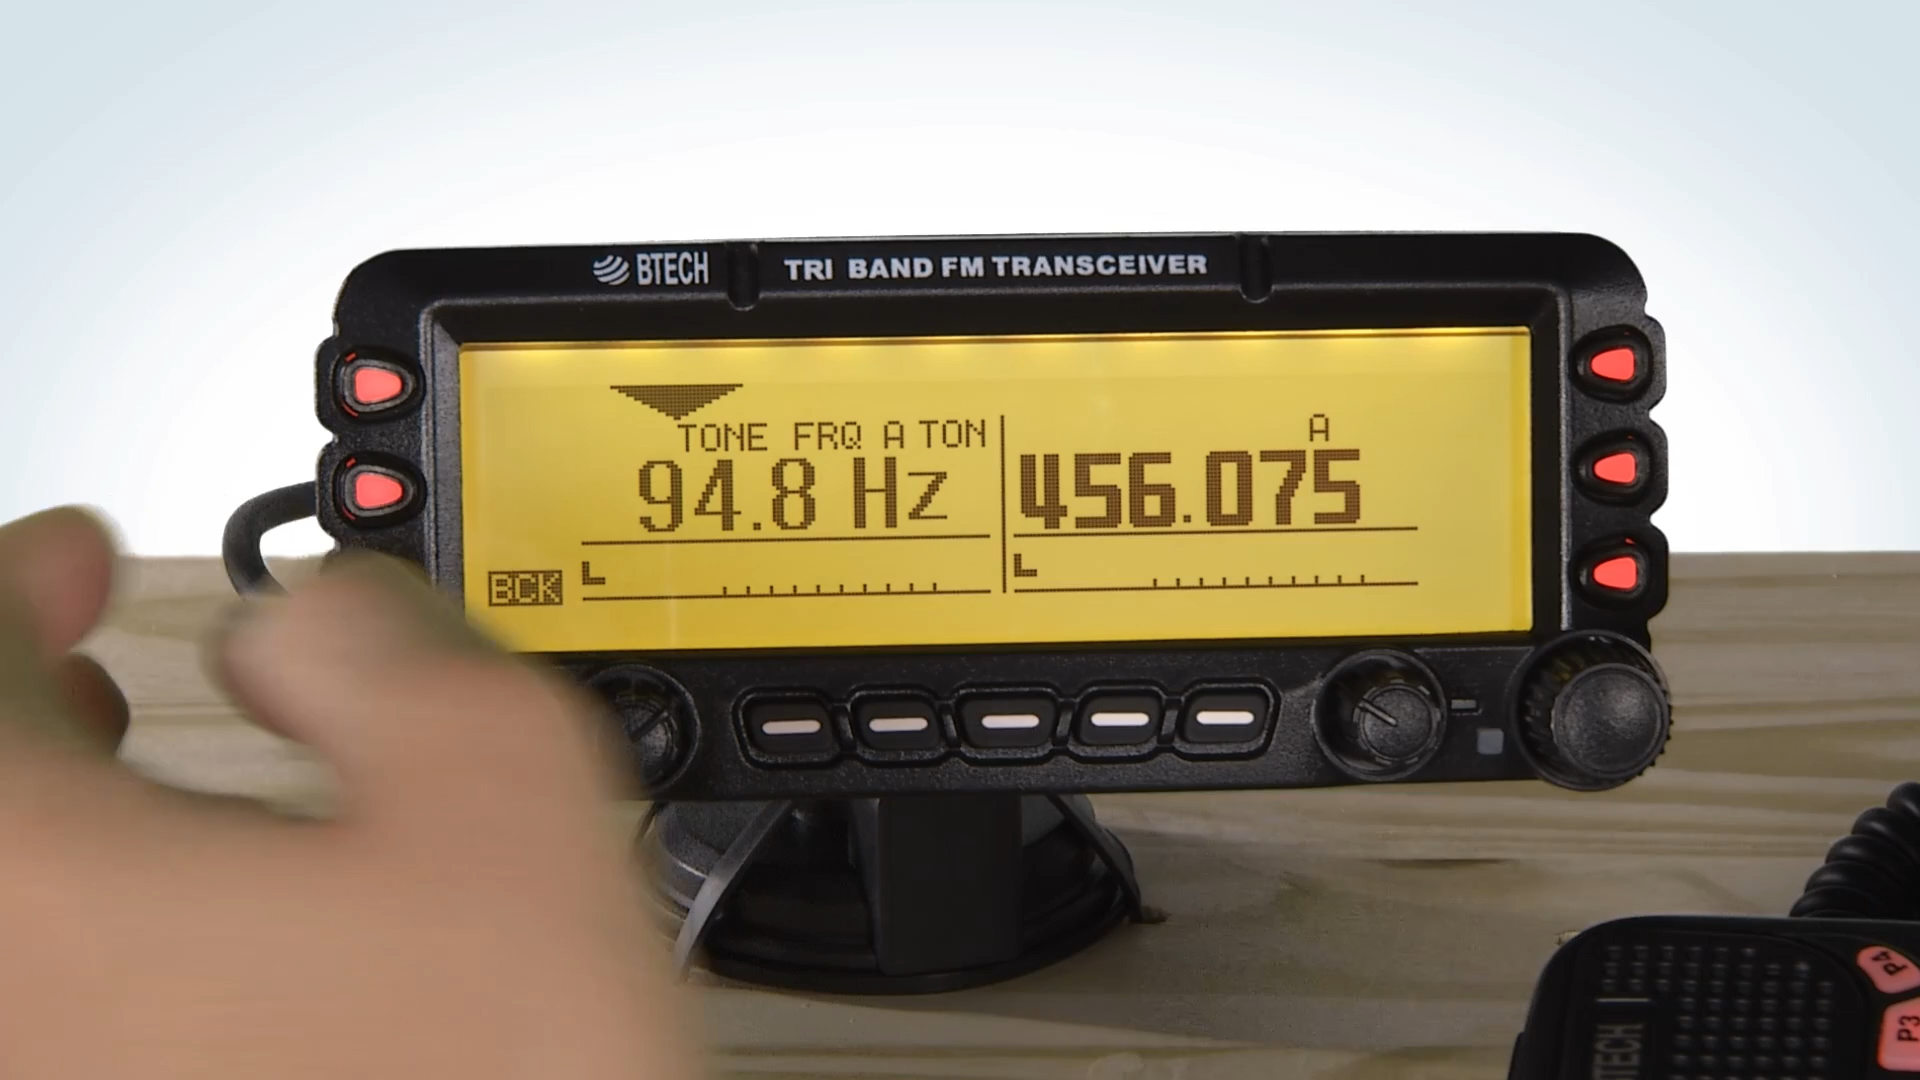 BTECH TRI BAND FM TRANSCEIVER
TONE FRQ A TON
94.8 Hz
A
456.075
BCK
L
L
P4
P3
BTECH